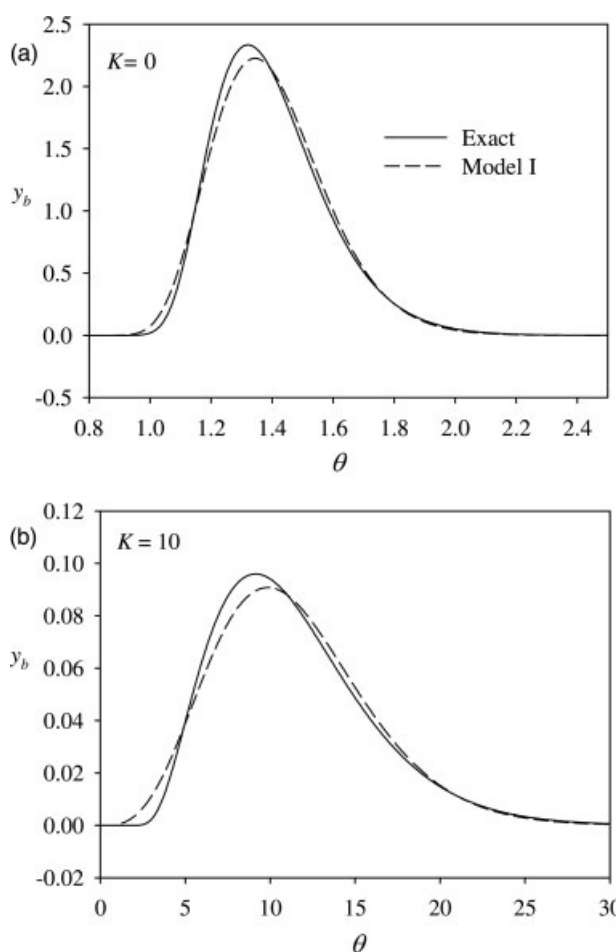 (a)
K= 0
2.5
2.0
1.5
1.0
0.5
0.0
-0.5
y_b
Exact
Model I
0.8 1.0 1.2 1.4 1.6 1.8 2.0 2.2 2.4
θ
(b)
K = 10
0.12
0.10
0.08
0.06
0.04
0.02
0.00
-0.02
y_b
0 5 10 15 20 25 30
θ